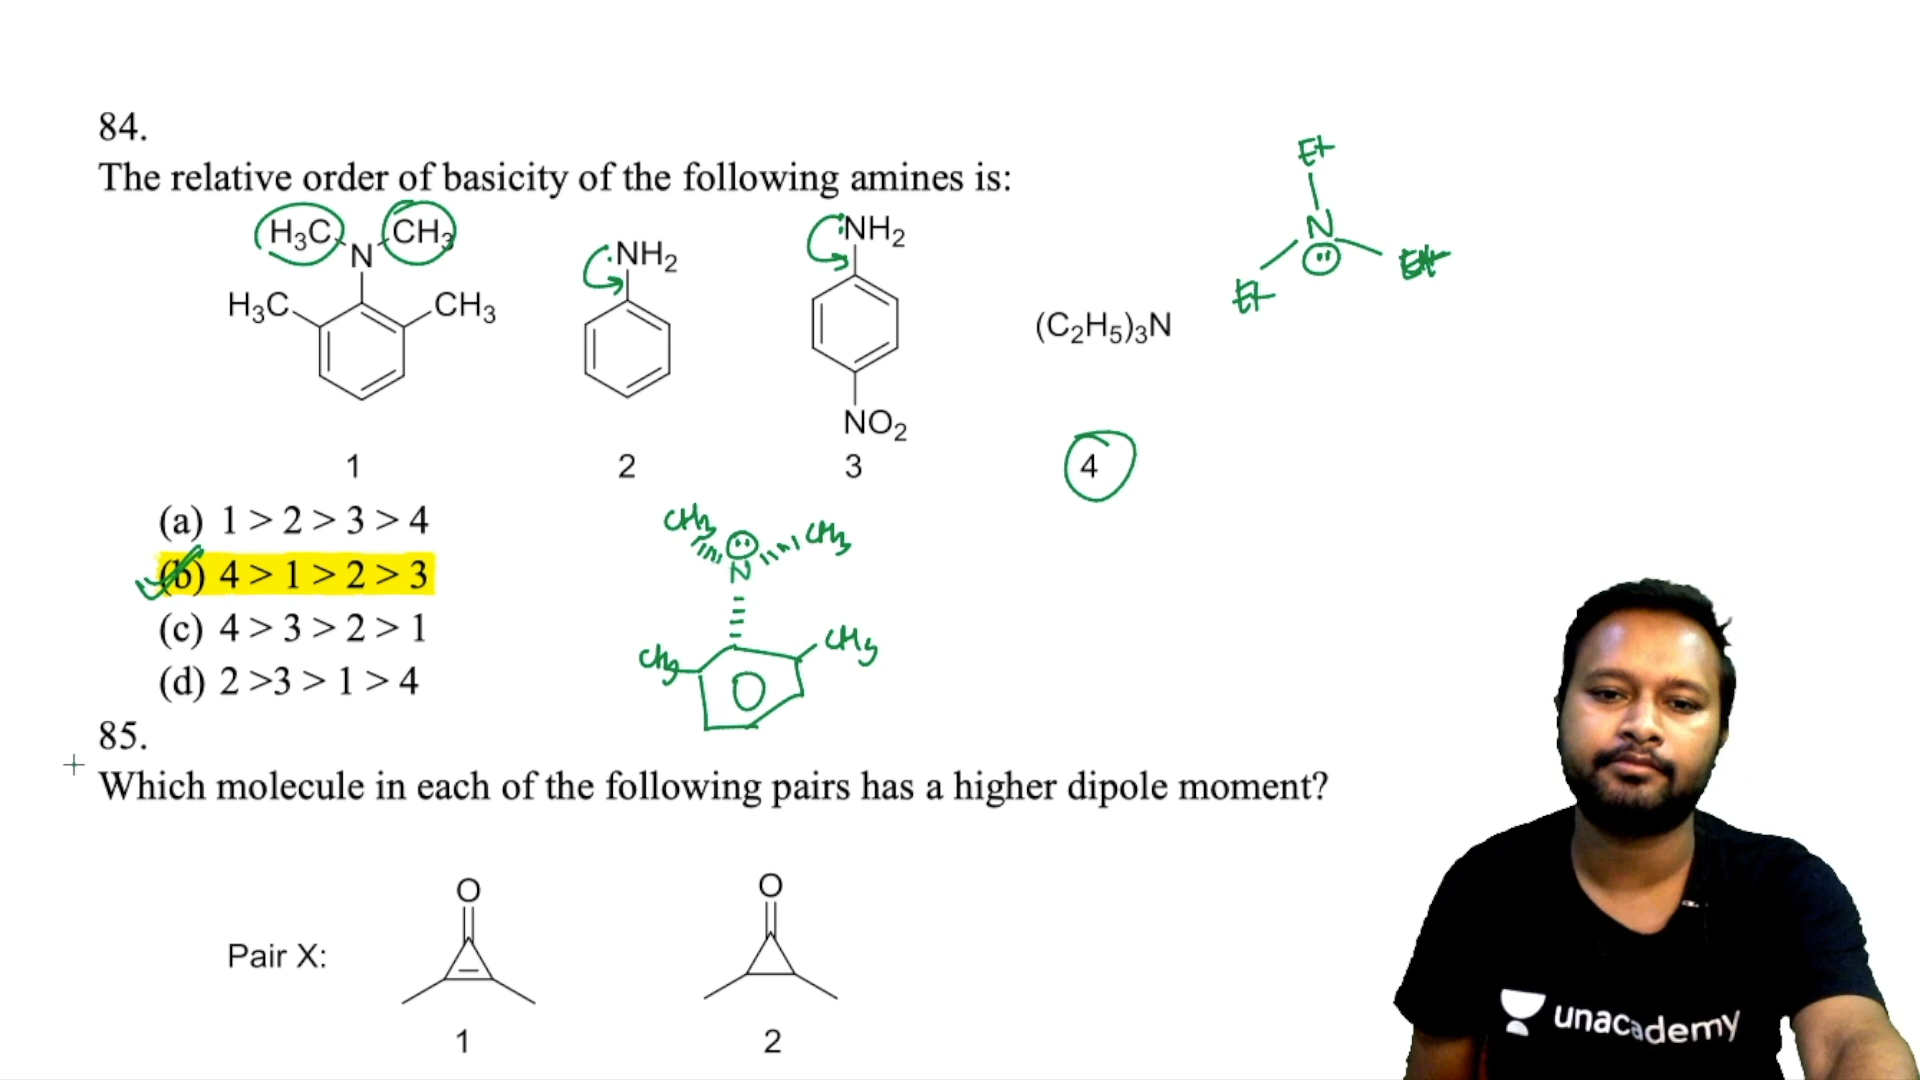 84.
The relative order of basicity of the following amines is:
H₃C CH₃
N
H₃C CH₃
:NH₂
:NH₂
NO₂
(C₂H₅)₃N
Et
N
Et
1 2 3 4
(a) 1 > 2 > 3 > 4
(b) 4 > 1 > 2 > 3
(c) 4 > 3 > 2 > 1
(d) 2 >3 > 1 > 4
CH₃ CH₃
N
CH₃ CH₃
85.
Which molecule in each of the following pairs has a higher dipole moment?
O O
Pair X:
1 2
unacademy